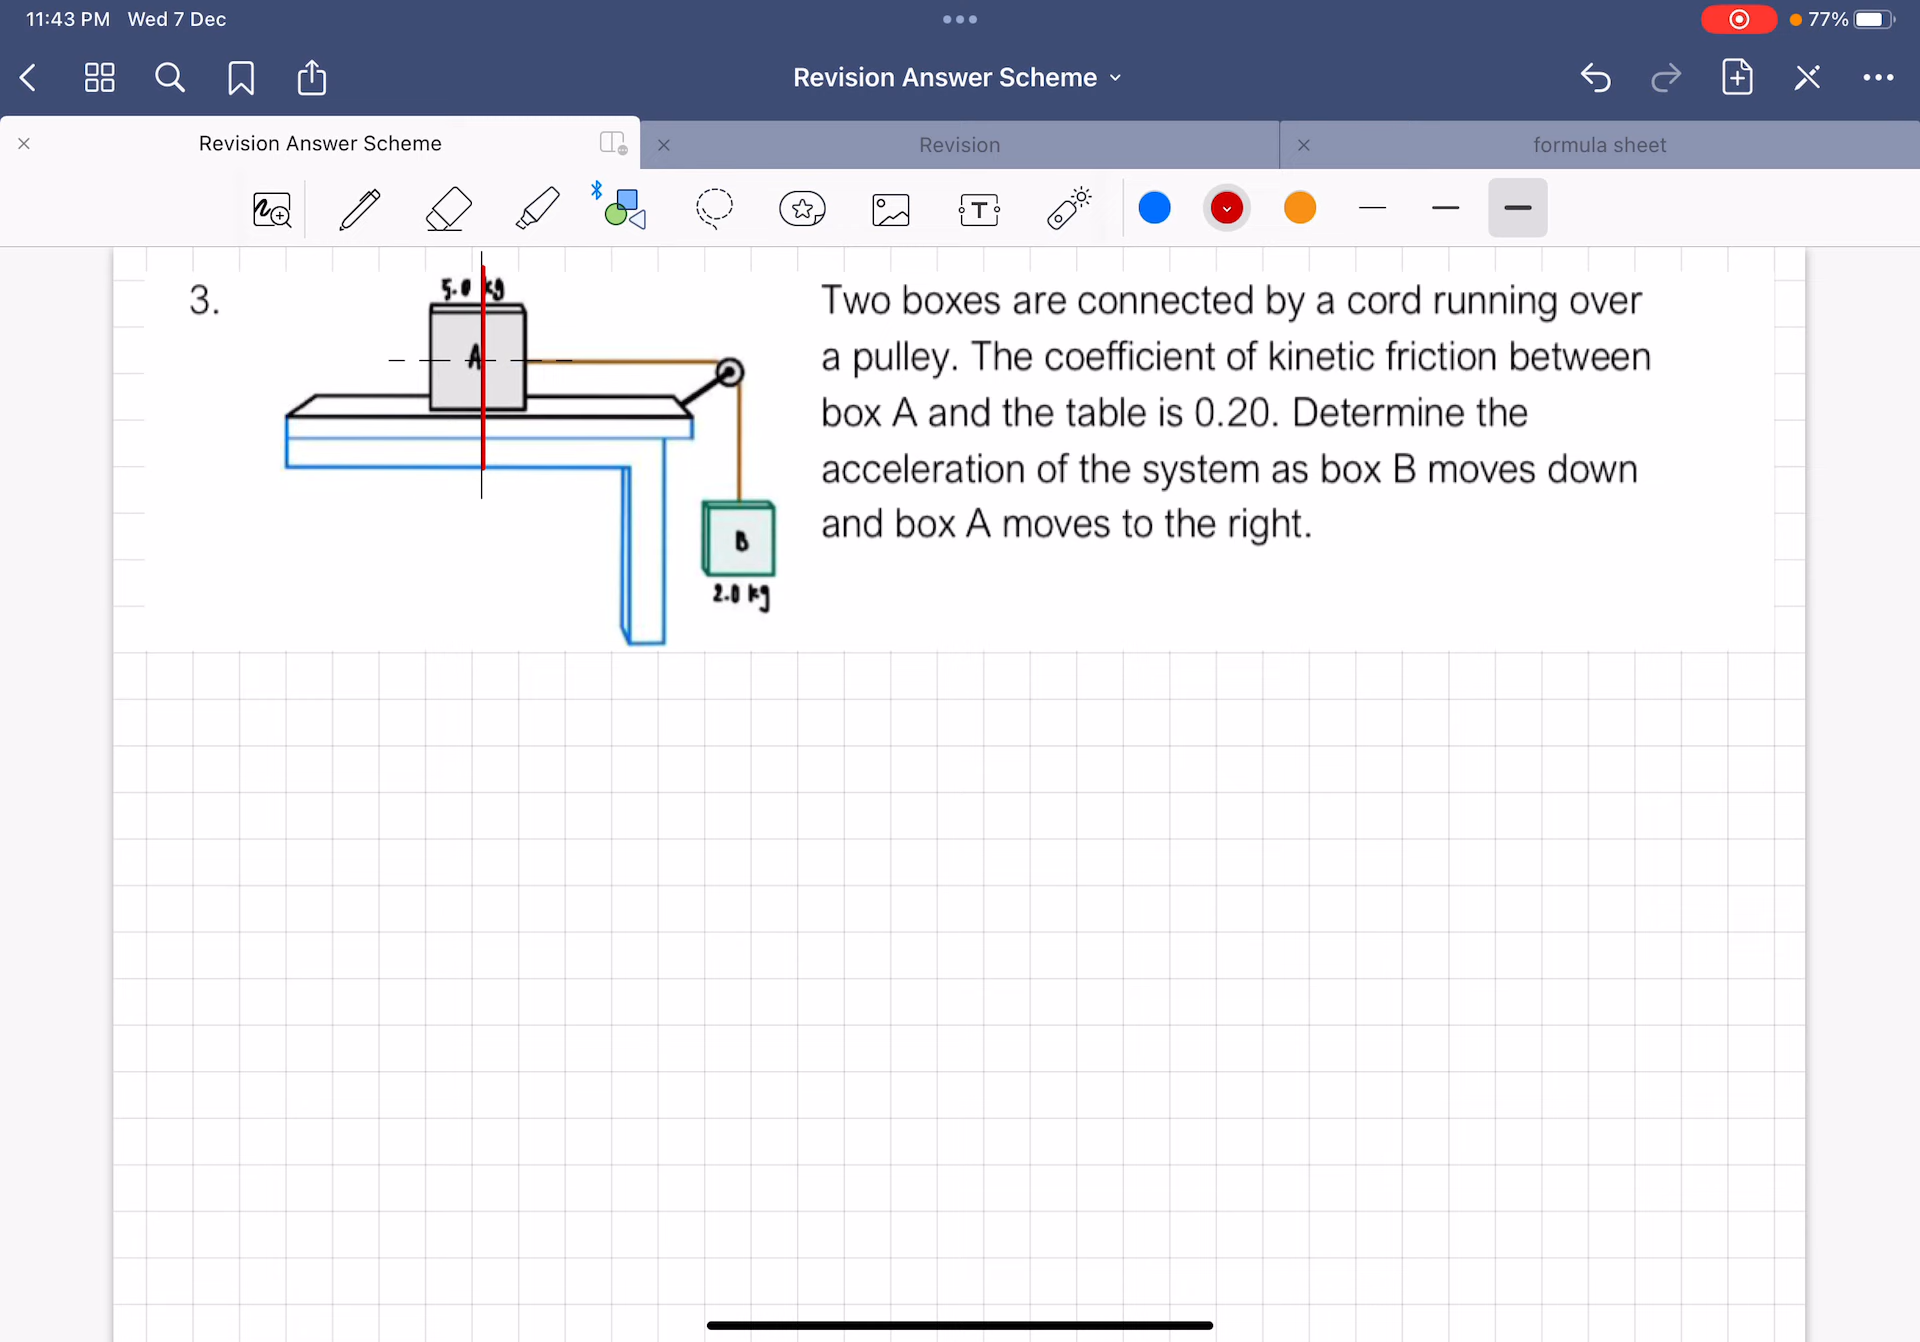 11:43 PM Wed 7 Dec
77%
Revision Answer Scheme
Revision Answer Scheme
Revision
formula sheet
T
3.
5.0 kg
A
B
2.0 kg
Two boxes are connected by a cord running over
a pulley. The coefficient of kinetic friction between
box A and the table is 0.20. Determine the
acceleration of the system as box B moves down
and box A moves to the right.